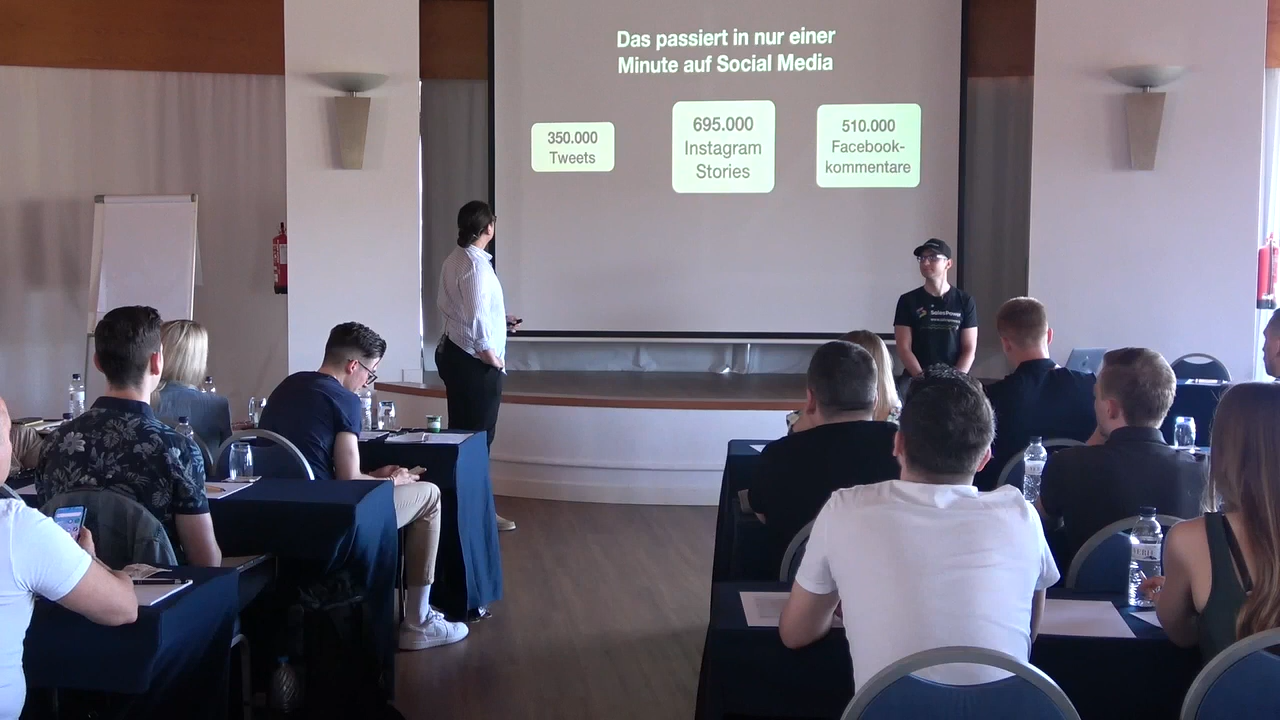 Das passiert in nur einer
Minute auf Social Media
350.000
Tweets
695.000
Instagram
Stories
510.000
Facebook-
kommentare
SalesPower